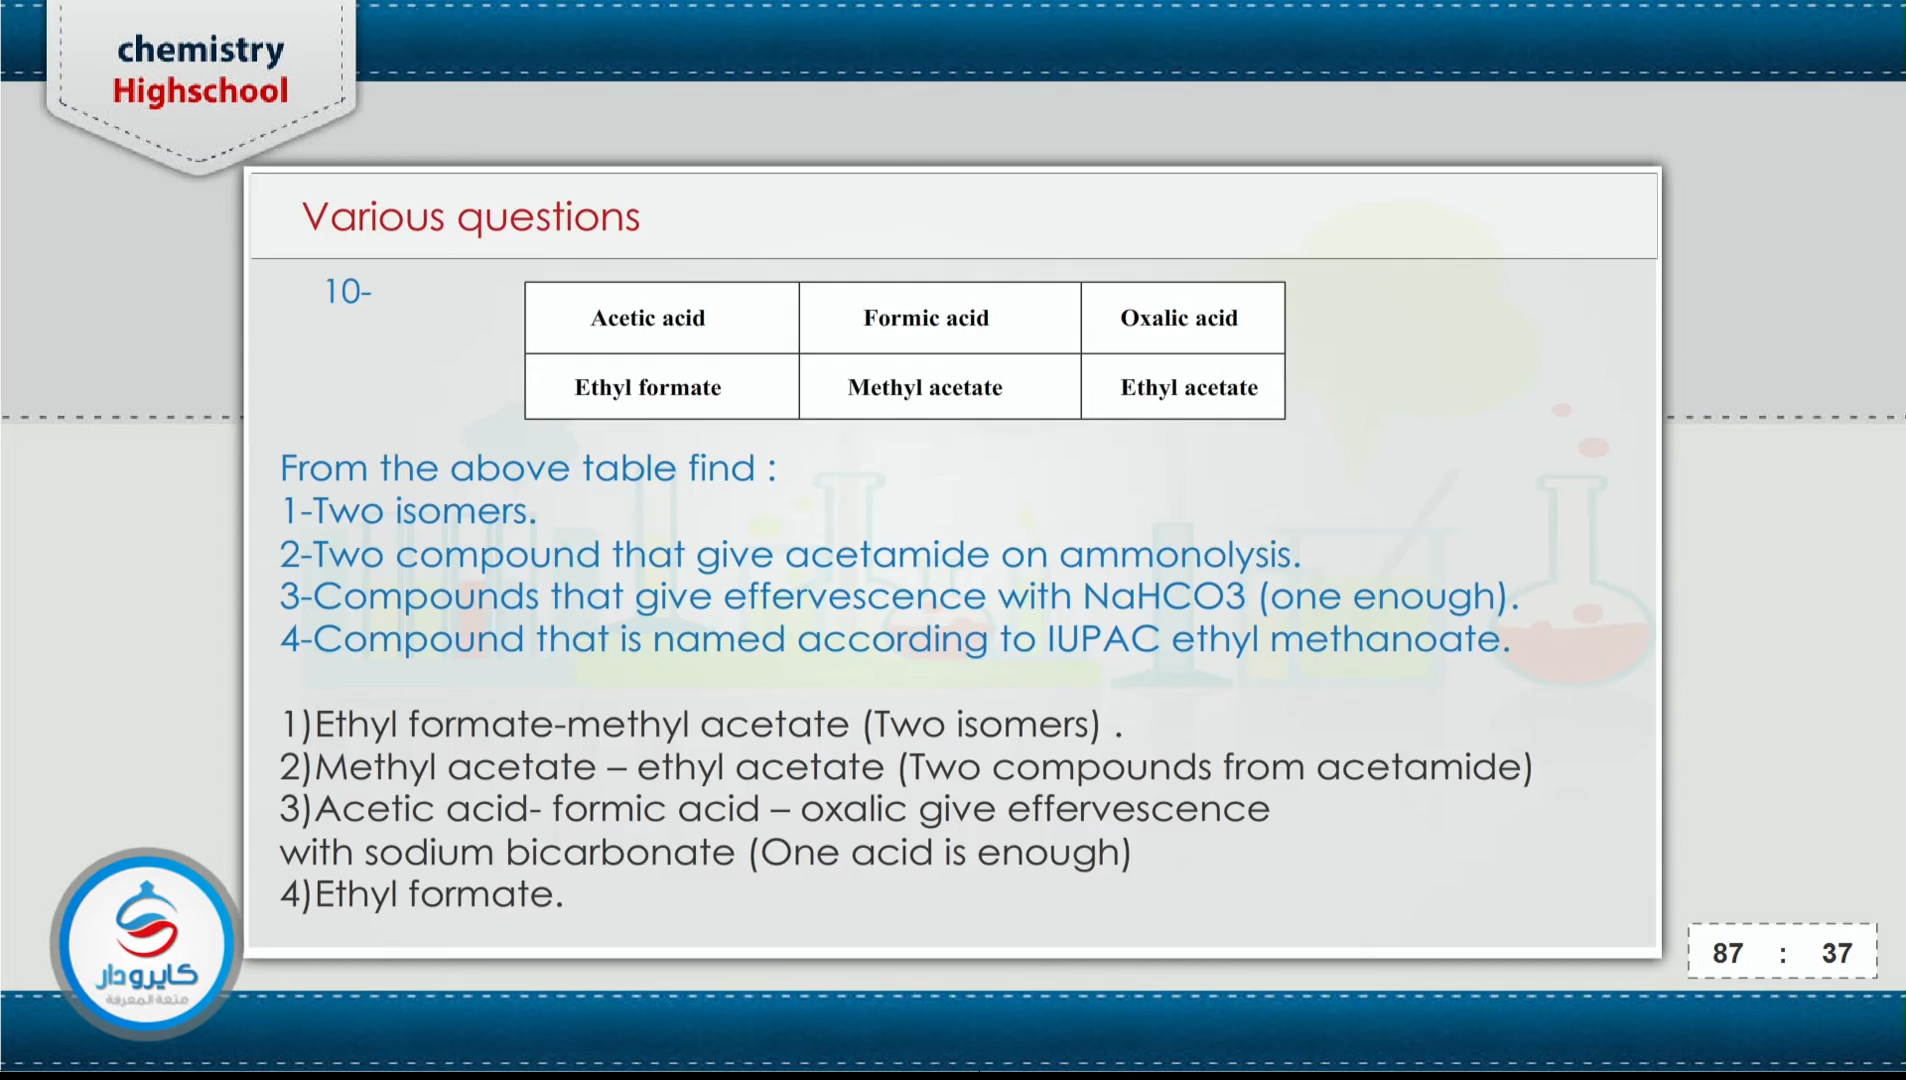 chemistry
Highschool
Various questions
10-
Acetic acid Formic acid Oxalic acid
Ethyl formate Methyl acetate Ethyl acetate
From the above table find :
1-Two isomers.
2-Two compound that give acetamide on ammonolysis.
3-Compounds that give effervescence with NaHCO3 (one enough).
4-Compound that is named according to IUPAC ethyl methanoate.
1)Ethyl formate-methyl acetate (Two isomers) .
2)Methyl acetate – ethyl acetate (Two compounds from acetamide)
3)Acetic acid- formic acid – oxalic give effervescence
with sodium bicarbonate (One acid is enough)
4)Ethyl formate.
كايرودار
متعة المعرفة
87 : 37